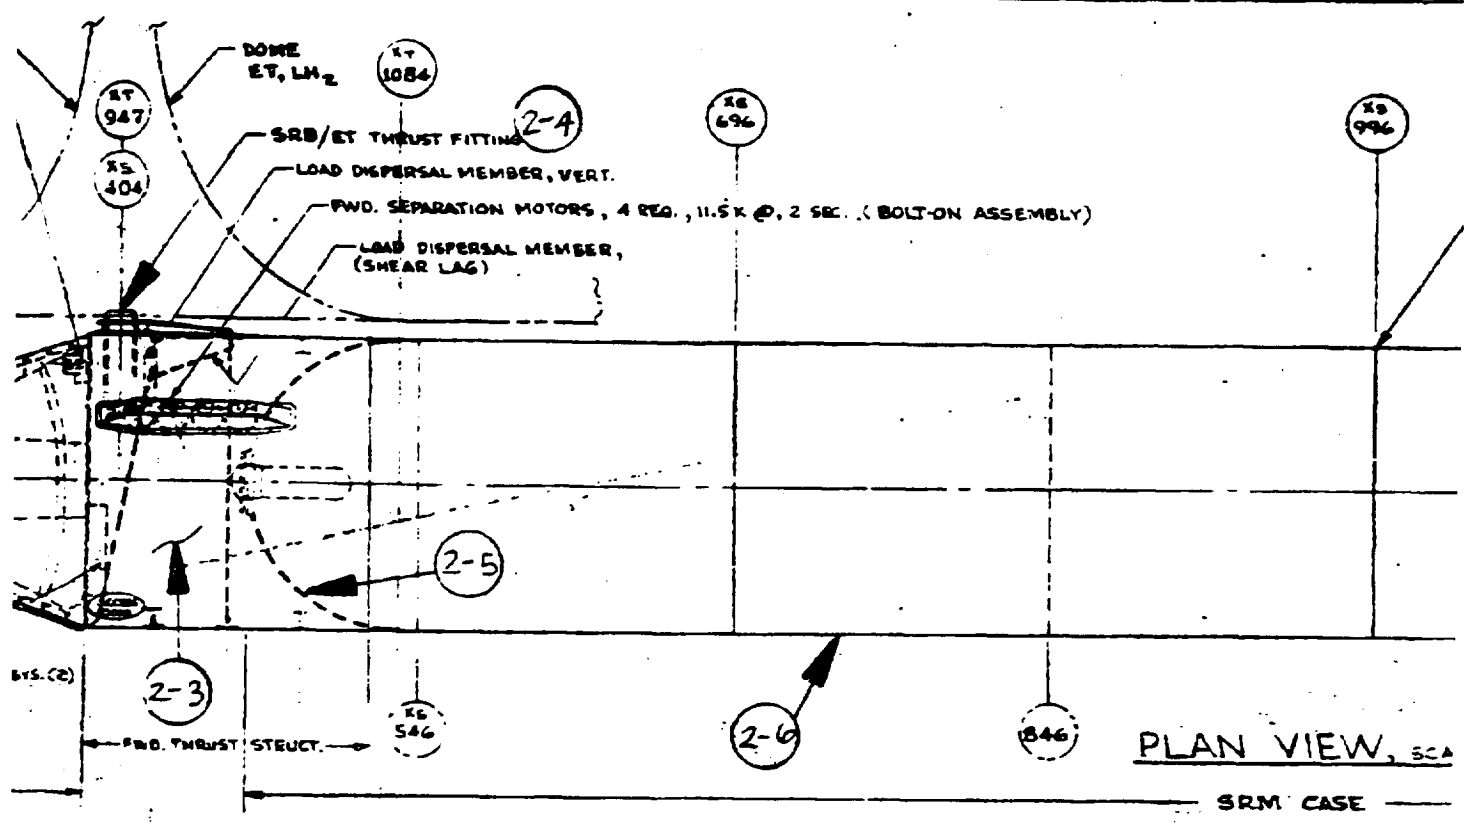 DOME
ET, LH2
XT
1084
XT
947
2-4
XS
696
XS
996
SRB/ET THRUST FITTING
LOAD DISPERSAL MEMBER, VERT.
XS
404
FWD. SEPARATION MOTORS, 4 REQ., 11.5K @, 2 SEC. (BOLT-ON ASSEMBLY)
LOAD DISPERSAL MEMBER,
(SHEAR LAG)
2-5
SYS. (2)
2-3
XS
546
2-6
846
FWD. THRUST STRUCT.
PLAN VIEW, SCA
SRM CASE